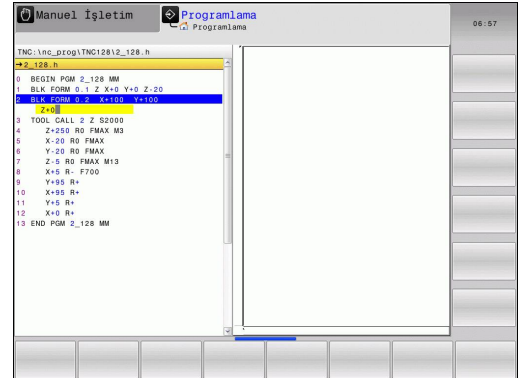 Manuel İşletim
Programlama
Programlama
06:57
TNC:\nc_prog\TNC128\2_128.h
→2_128.h
0 BEGIN PGM 2_128 MM
1 BLK FORM 0.1 Z X+0 Y+0 Z-20
2 BLK FORM 0.2 X+100 Y+100
Z+0
3 TOOL CALL 2 Z S2000
4 Z+250 R0 FMAX M3
5 X-20 R0 FMAX
6 Y-20 R0 FMAX
7 Z-5 R0 FMAX M13
8 X+5 R- F700
9 Y+95 R+
10 X+95 R+
11 Y+5 R+
12 X+0 R+
13 END PGM 2_128 MM